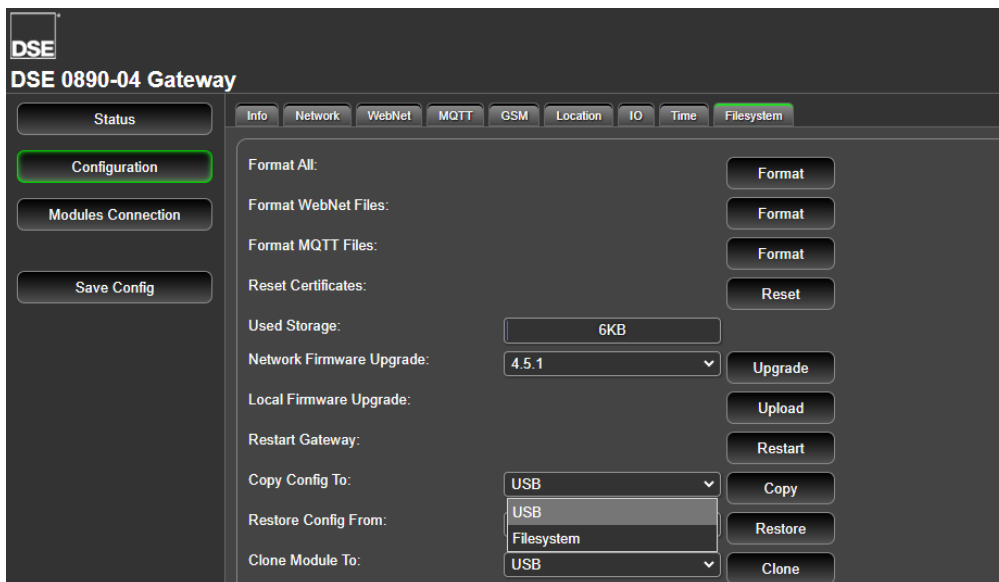 DSE
DSE 0890-04 Gateway
Status
Configuration
Modules Connection
Save Config
Info Network WebNet MQTT GSM Location IO Time Filesystem
Format All: Format
Format WebNet Files: Format
Format MQTT Files: Format
Reset Certificates: Reset
Used Storage: 6KB
Network Firmware Upgrade: 4.5.1 Upgrade
Local Firmware Upgrade: Upload
Restart Gateway: Restart
Copy Config To: USB Copy
USB
Filesystem
Restore Config From: Restore
Clone Module To: USB Clone